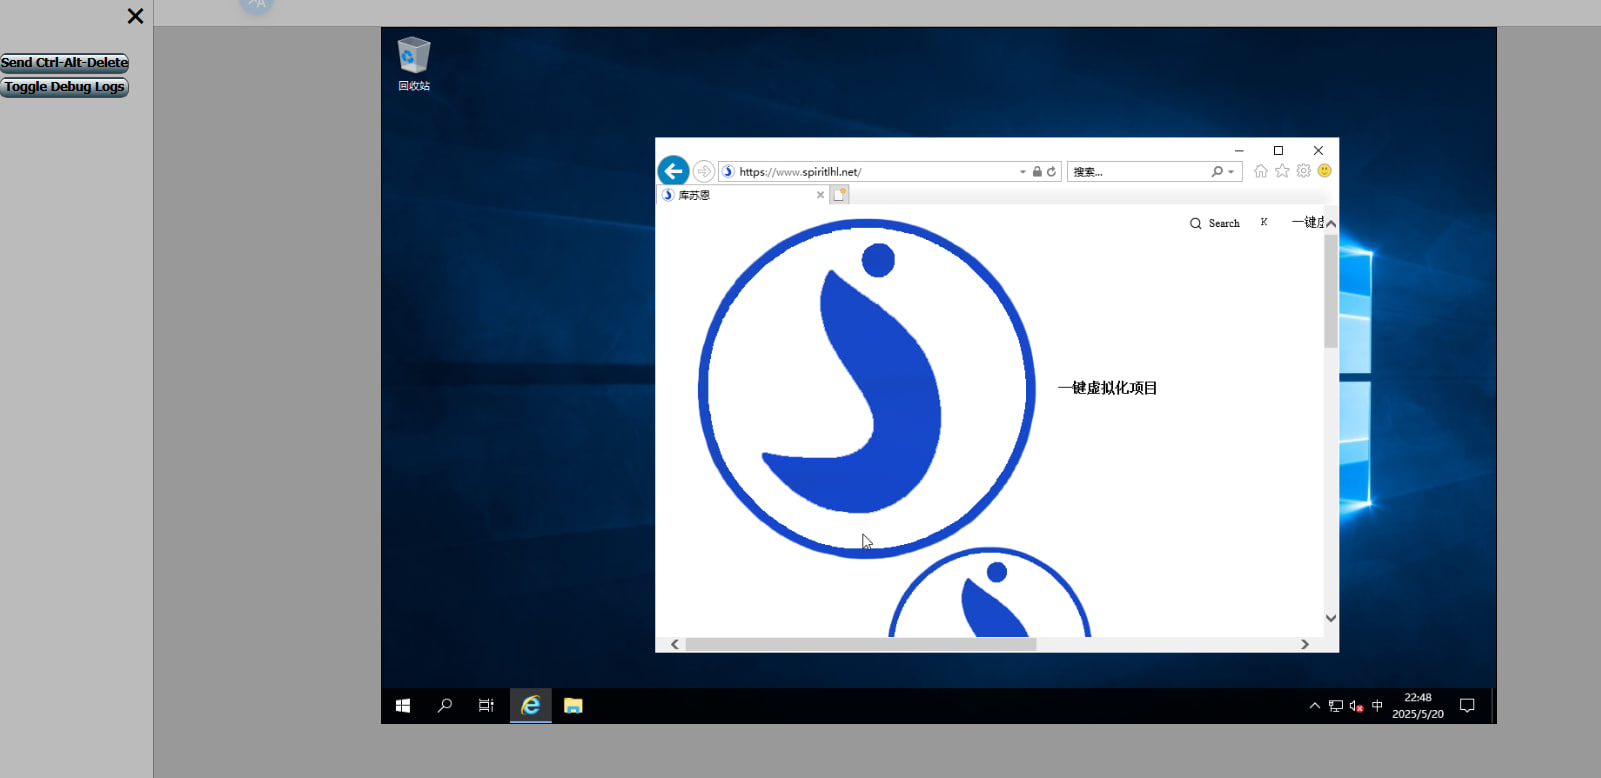 Send Ctrl-Alt-Delete
Toggle Debug Logs
回收站
https://www.spiritlhl.net/
搜索...
库苏恩
Search
K
一键虚
一键虚拟化项目
中
22:48
2025/5/20